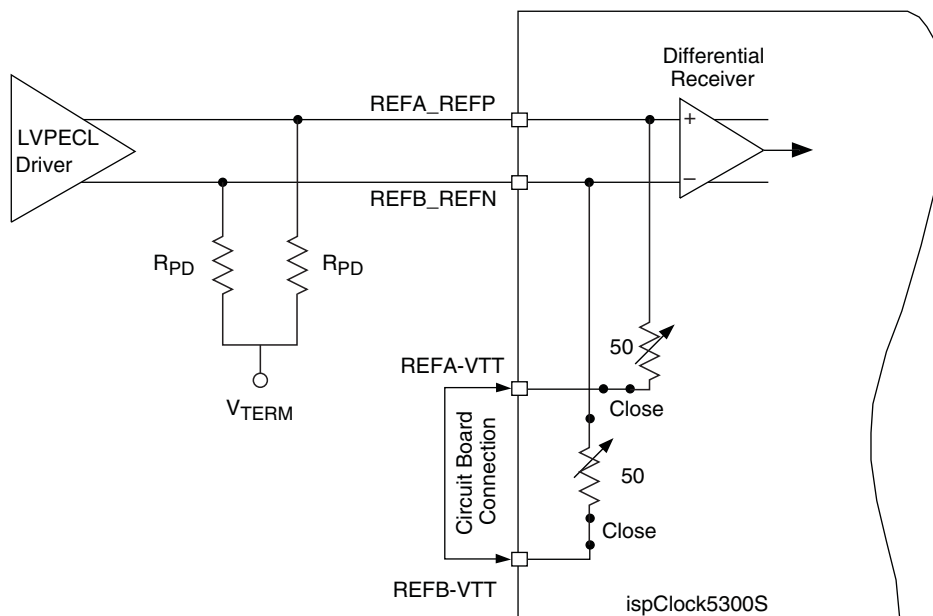 Differential
Receiver
REFA_REFP
+
LVPECL
Driver
–
REFB_REFN
RPD
RPD
VTERM
50
REFA-VTT
Close
Circuit Board
Connection
50
Close
REFB-VTT
ispClock5300S